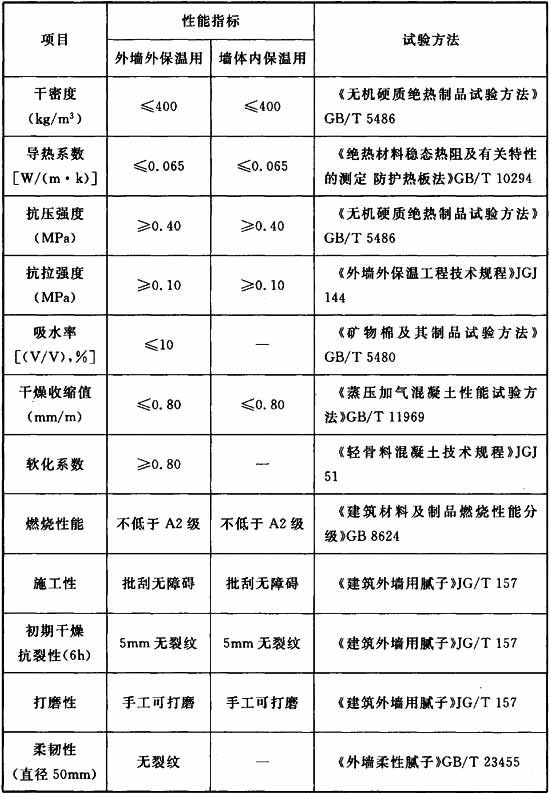 项目
性能指标
试验方法
外墙外保温用
墙体内保温用
干密度
(kg/m³)
≤400
≤400
《无机硬质绝热制品试验方法》
GB/T 5486
导热系数
[W/(m·k)]
≤0.065
≤0.065
《绝热材料稳态热阻及有关特性
的测定 防护热板法》GB/T 10294
抗压强度
(MPa)
≥0.40
≥0.40
《无机硬质绝热制品试验方法》
GB/T 5486
抗拉强度
(MPa)
≥0.10
≥0.10
《外墙外保温工程技术规程》JGJ
144
吸水率
[(V/V),%]
≤10
—
《矿物棉及其制品试验方法》
GB/T 5480
干燥收缩值
(mm/m)
≤0.80
≤0.80
《蒸压加气混凝土性能试验方
法》GB/T 11969
软化系数
≥0.80
—
《轻骨料混凝土技术规程》JGJ
51
燃烧性能
不低于 A2 级
不低于 A2 级
《建筑材料及制品燃烧性能分
级》GB 8624
施工性
批刮无障碍
批刮无障碍
《建筑外墙用腻子》JG/T 157
初期干燥
抗裂性(6h)
5mm 无裂纹
5mm 无裂纹
《建筑外墙用腻子》JG/T 157
打磨性
手工可打磨
手工可打磨
《建筑外墙用腻子》JG/T 157
柔韧性
(直径 50mm)
无裂纹
—
《外墙柔性腻子》GB/T 23455